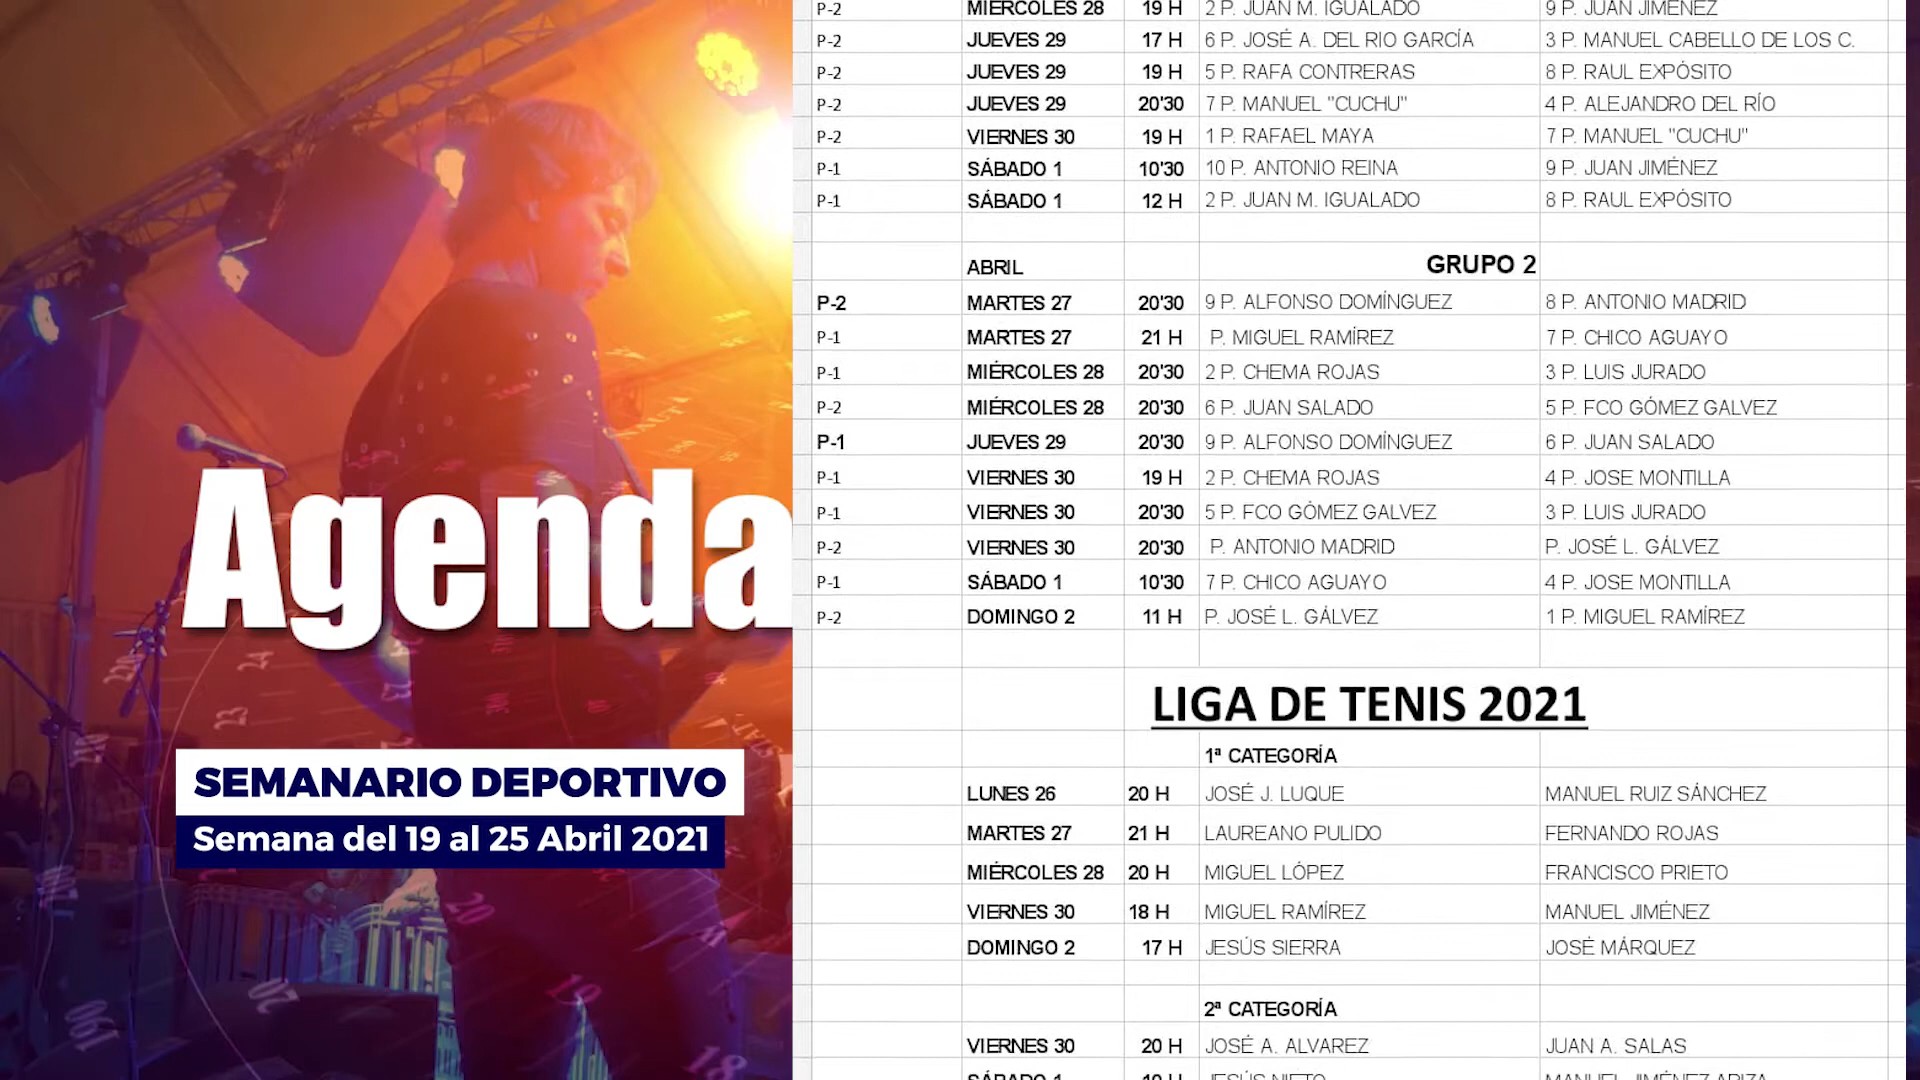 Agenda
SEMANARIO DEPORTIVO
Semana del 19 al 25 Abril 2021
P-2 MIÉRCOLES 28 19 H 2 P. JUAN M. IGUALADO 9 P. JUAN JIMÉNEZ
P-2 JUEVES 29 17 H 6 P. JOSÉ A. DEL RIO GARCÍA 3 P. MANUEL CABELLO DE LOS C.
P-2 JUEVES 29 19 H 5 P. RAFA CONTRERAS 8 P. RAUL EXPÓSITO
P-2 JUEVES 29 20'30 7 P. MANUEL "CUCHU" 4 P. ALEJANDRO DEL RÍO
P-2 VIERNES 30 19 H 1 P. RAFAEL MAYA 7 P. MANUEL "CUCHU"
P-1 SÁBADO 1 10'30 10 P. ANTONIO REINA 9 P. JUAN JIMÉNEZ
P-1 SÁBADO 1 12 H 2 P. JUAN M. IGUALADO 8 P. RAUL EXPÓSITO
ABRIL GRUPO 2
P-2 MARTES 27 20'30 9 P. ALFONSO DOMÍNGUEZ 8 P. ANTONIO MADRID
P-1 MARTES 27 21 H P. MIGUEL RAMÍREZ 7 P. CHICO AGUAYO
P-1 MIÉRCOLES 28 20'30 2 P. CHEMA ROJAS 3 P. LUIS JURADO
P-2 MIÉRCOLES 28 20'30 6 P. JUAN SALADO 5 P. FCO GÓMEZ GALVEZ
P-1 JUEVES 29 20'30 9 P. ALFONSO DOMÍNGUEZ 6 P. JUAN SALADO
P-1 VIERNES 30 19 H 2 P. CHEMA ROJAS 4 P. JOSE MONTILLA
P-1 VIERNES 30 20'30 5 P. FCO GÓMEZ GALVEZ 3 P. LUIS JURADO
P-2 VIERNES 30 20'30 P. ANTONIO MADRID P. JOSÉ L. GÁLVEZ
P-1 SÁBADO 1 10'30 7 P. CHICO AGUAYO 4 P. JOSE MONTILLA
P-2 DOMINGO 2 11 H P. JOSÉ L. GÁLVEZ 1 P. MIGUEL RAMÍREZ
LIGA DE TENIS 2021
1ª CATEGORÍA
LUNES 26 20 H JOSÉ J. LUQUE MANUEL RUIZ SÁNCHEZ
MARTES 27 21 H LAUREANO PULIDO FERNANDO ROJAS
MIÉRCOLES 28 20 H MIGUEL LÓPEZ FRANCISCO PRIETO
VIERNES 30 18 H MIGUEL RAMÍREZ MANUEL JIMÉNEZ
DOMINGO 2 17 H JESÚS SIERRA JOSÉ MÁRQUEZ
2ª CATEGORÍA
VIERNES 30 20 H JOSÉ A. ALVAREZ JUAN A. SALAS
SÁBADO 1 JESÚS NIETO MANUEL JIMÉNEZ ARIZA